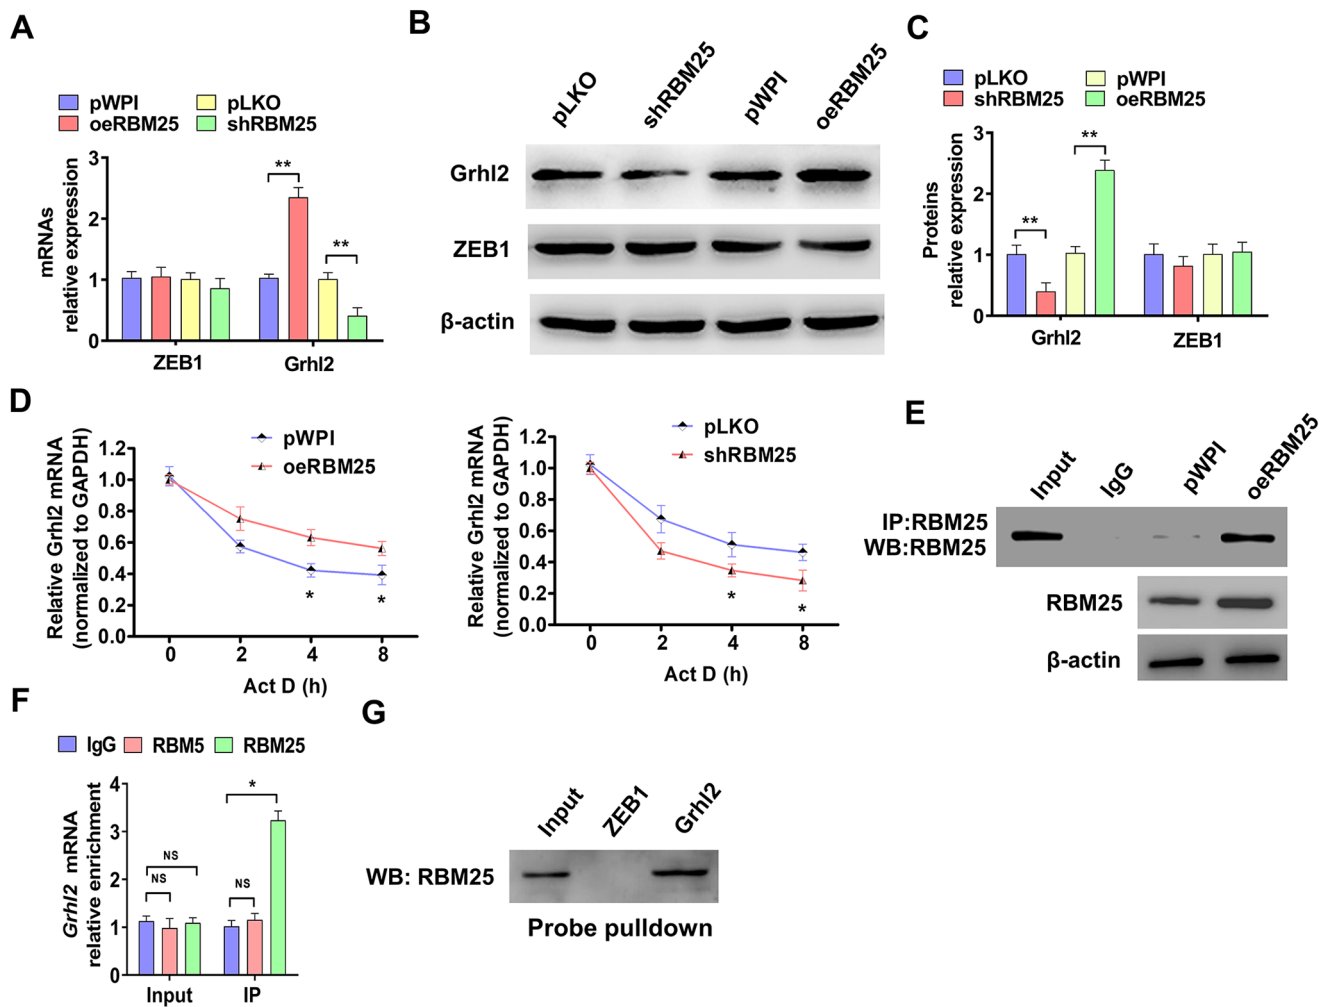 A
pWPI
pLKO
oeRBM25
shRBM25
mRNAs
relative expression
3
2
1
0
**
**
ZEB1
Grhl2
B
pLKO
shRBM25
pWPI
oeRBM25
Grhl2
ZEB1
β-actin
C
pLKO
pWPI
shRBM25
oeRBM25
Proteins
relative expression
3
2
1
0
**
**
Grhl2
ZEB1
D
Relative Grhl2 mRNA
(normalized to GAPDH)
pWPI
oeRBM25
1.2
1.0
0.8
0.6
0.4
0.2
0.0
*
*
0 2 4 8
Act D (h)
Relative Grhl2 mRNA
(normalized to GAPDH)
pLKO
shRBM25
1.2
1.0
0.8
0.6
0.4
0.2
0.0
*
*
0 2 4 8
Act D (h)
E
Input
IgG
pWPI
oeRBM25
IP:RBM25
WB:RBM25
RBM25
β-actin
F
IgG
RBM5
RBM25
Grhl2 mRNA
relative enrichment
4
3
2
1
0
NS
NS
NS
*
Input
IP
G
Input
ZEB1
Grhl2
WB: RBM25
Probe pulldown